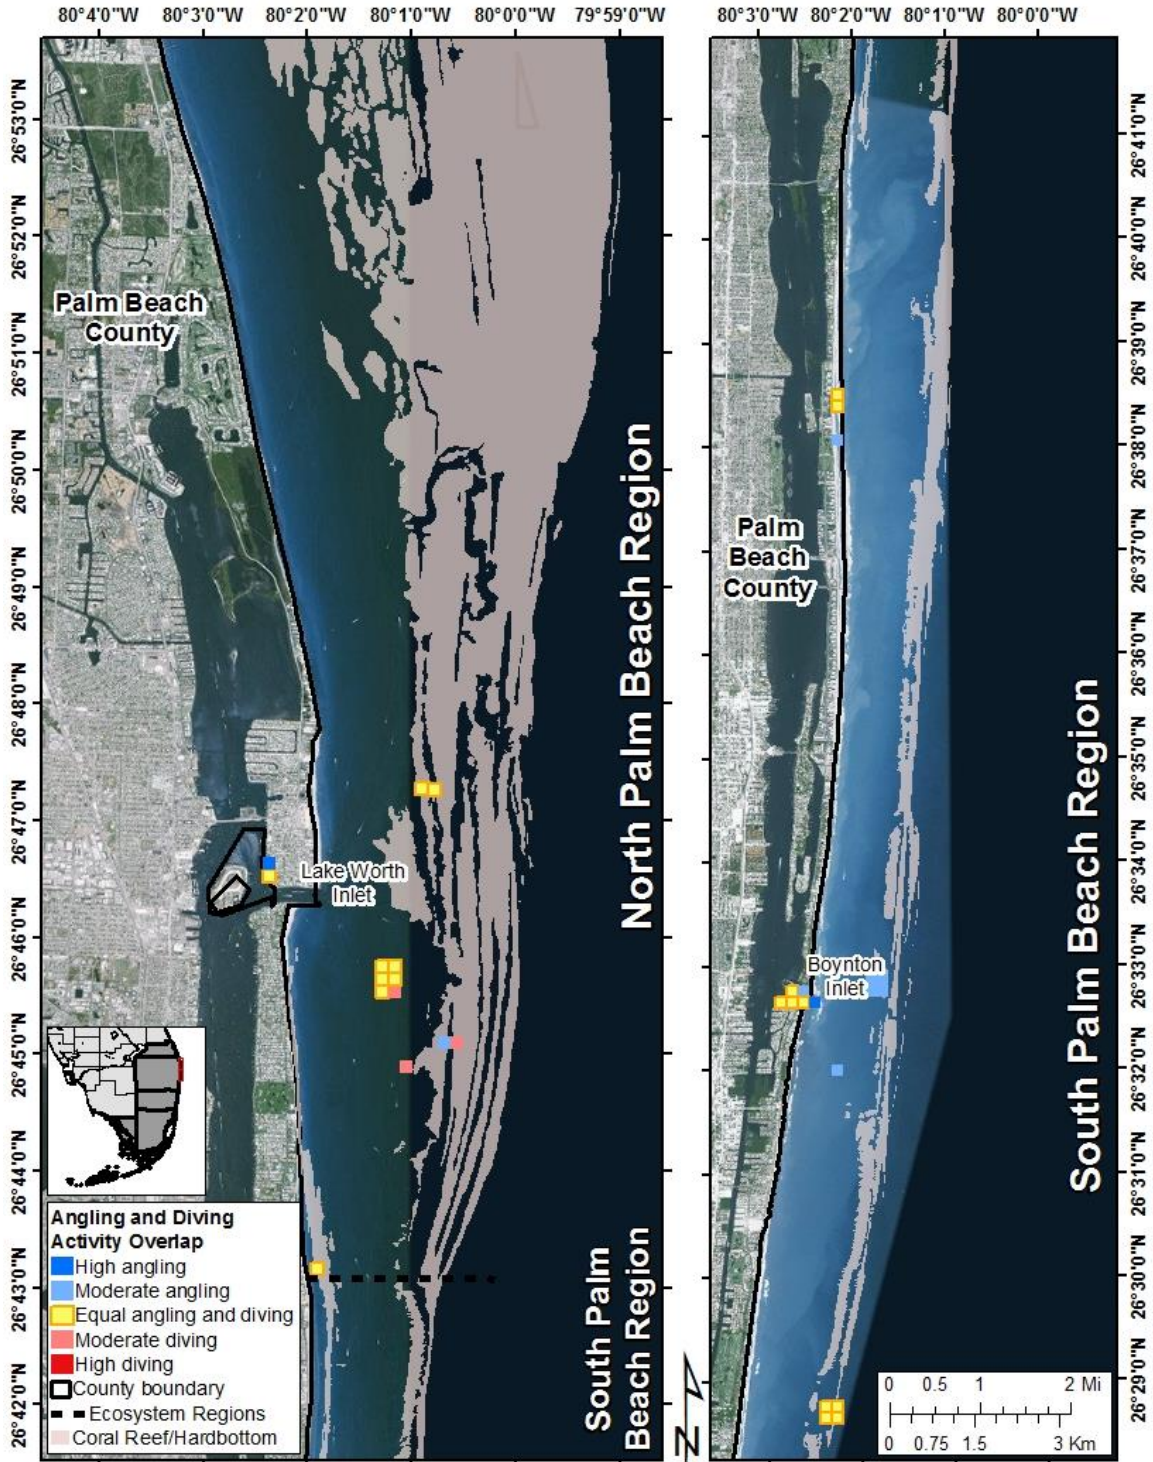 80°4'0"W 80°3'0"W 80°2'0"W 80°1'0"W 80°0'0"W 79°59'0"W
80°3'0"W 80°2'0"W 80°1'0"W 80°0'0"W
26°53'0"N
26°52'0"N
26°51'0"N
26°50'0"N
26°49'0"N
26°48'0"N
26°47'0"N
26°46'0"N
26°45'0"N
26°44'0"N
26°43'0"N
26°42'0"N
Palm Beach
County
Lake Worth
Inlet
North Palm Beach Region
South Palm
Beach Region
Angling and Diving
Activity Overlap
High angling
Moderate angling
Equal angling and diving
Moderate diving
High diving
County boundary
Ecosystem Regions
Coral Reef/Hardbottom
N
Palm
Beach
County
Boynton
Inlet
South Palm Beach Region
0 0.5 1 2 Mi
0 0.75 1.5 3 Km
26°41'0"N
26°40'0"N
26°39'0"N
26°38'0"N
26°37'0"N
26°36'0"N
26°35'0"N
26°34'0"N
26°33'0"N
26°32'0"N
26°31'0"N
26°30'0"N
26°29'0"N